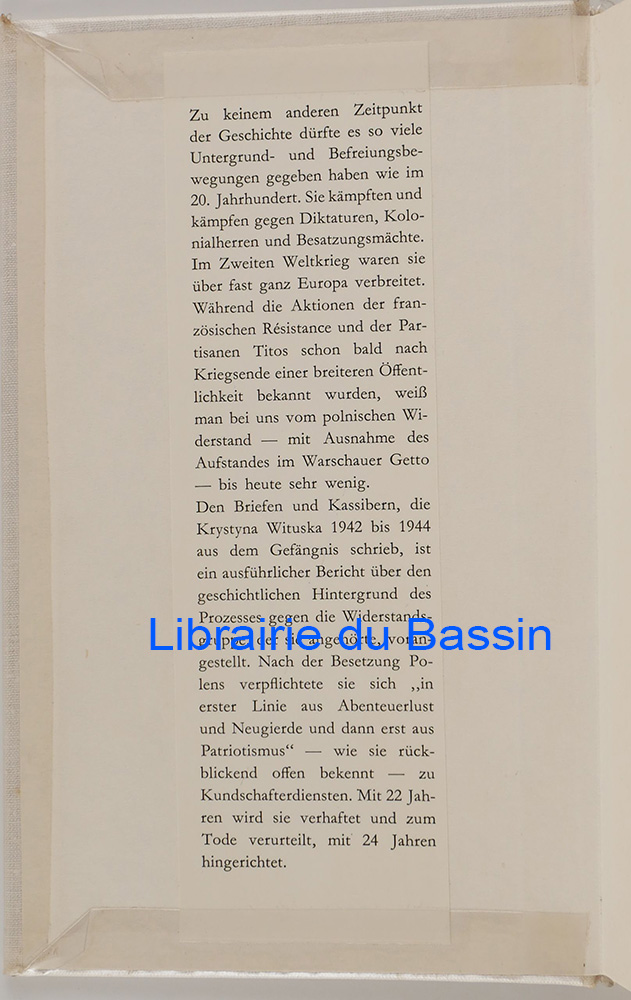 Zu keinem anderen Zeitpunkt
der Geschichte dürfte es so viele
Untergrund- und Befreiungsbe-
wegungen gegeben haben wie im
20. Jahrhundert. Sie kämpften und
kämpfen gegen Diktaturen, Kolo-
nialherren und Besatzungsmächte.
Im Zweiten Weltkrieg waren sie
über fast ganz Europa verbreitet.
Während die Aktionen der fran-
zösischen Résistance und der Par-
tisanen Titos schon bald nach
Kriegsende einer breiteren Öffent-
lichkeit bekannt wurden, weiß
man bei uns vom polnischen Wi-
derstand — mit Ausnahme des
Aufstandes im Warschauer Getto
— bis heute sehr wenig.
Den Briefen und Kassibern, die
Krystyna Wituska 1942 bis 1944
aus dem Gefängnis schrieb, ist
ein ausführlicher Bericht über den
geschichtlichen Hintergrund des
Prozesses gegen die Widerstands-
gruppe, der sie angehörte, voran-
Librairie du Bassin
gestellt. Nach der Besetzung Po-
lens verpflichtete sie sich „in
erster Linie aus Abenteuerlust
und Neugierde und dann erst aus
Patriotismus“ — wie sie rück-
blickend offen bekennt — zu
Kundschafterdiensten. Mit 22 Jah-
ren wird sie verhaftet und zum
Tode verurteilt, mit 24 Jahren
hingerichtet.